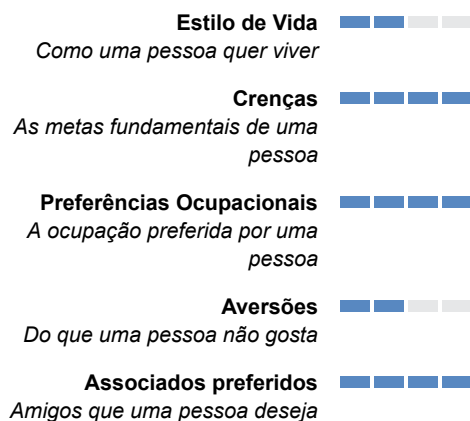 Estilo de Vida
Como uma pessoa quer viver
Crenças
As metas fundamentais de uma
pessoa
Preferências Ocupacionais
A ocupação preferida por uma
pessoa
Aversões
Do que uma pessoa não gosta
Associados preferidos
Amigos que uma pessoa deseja